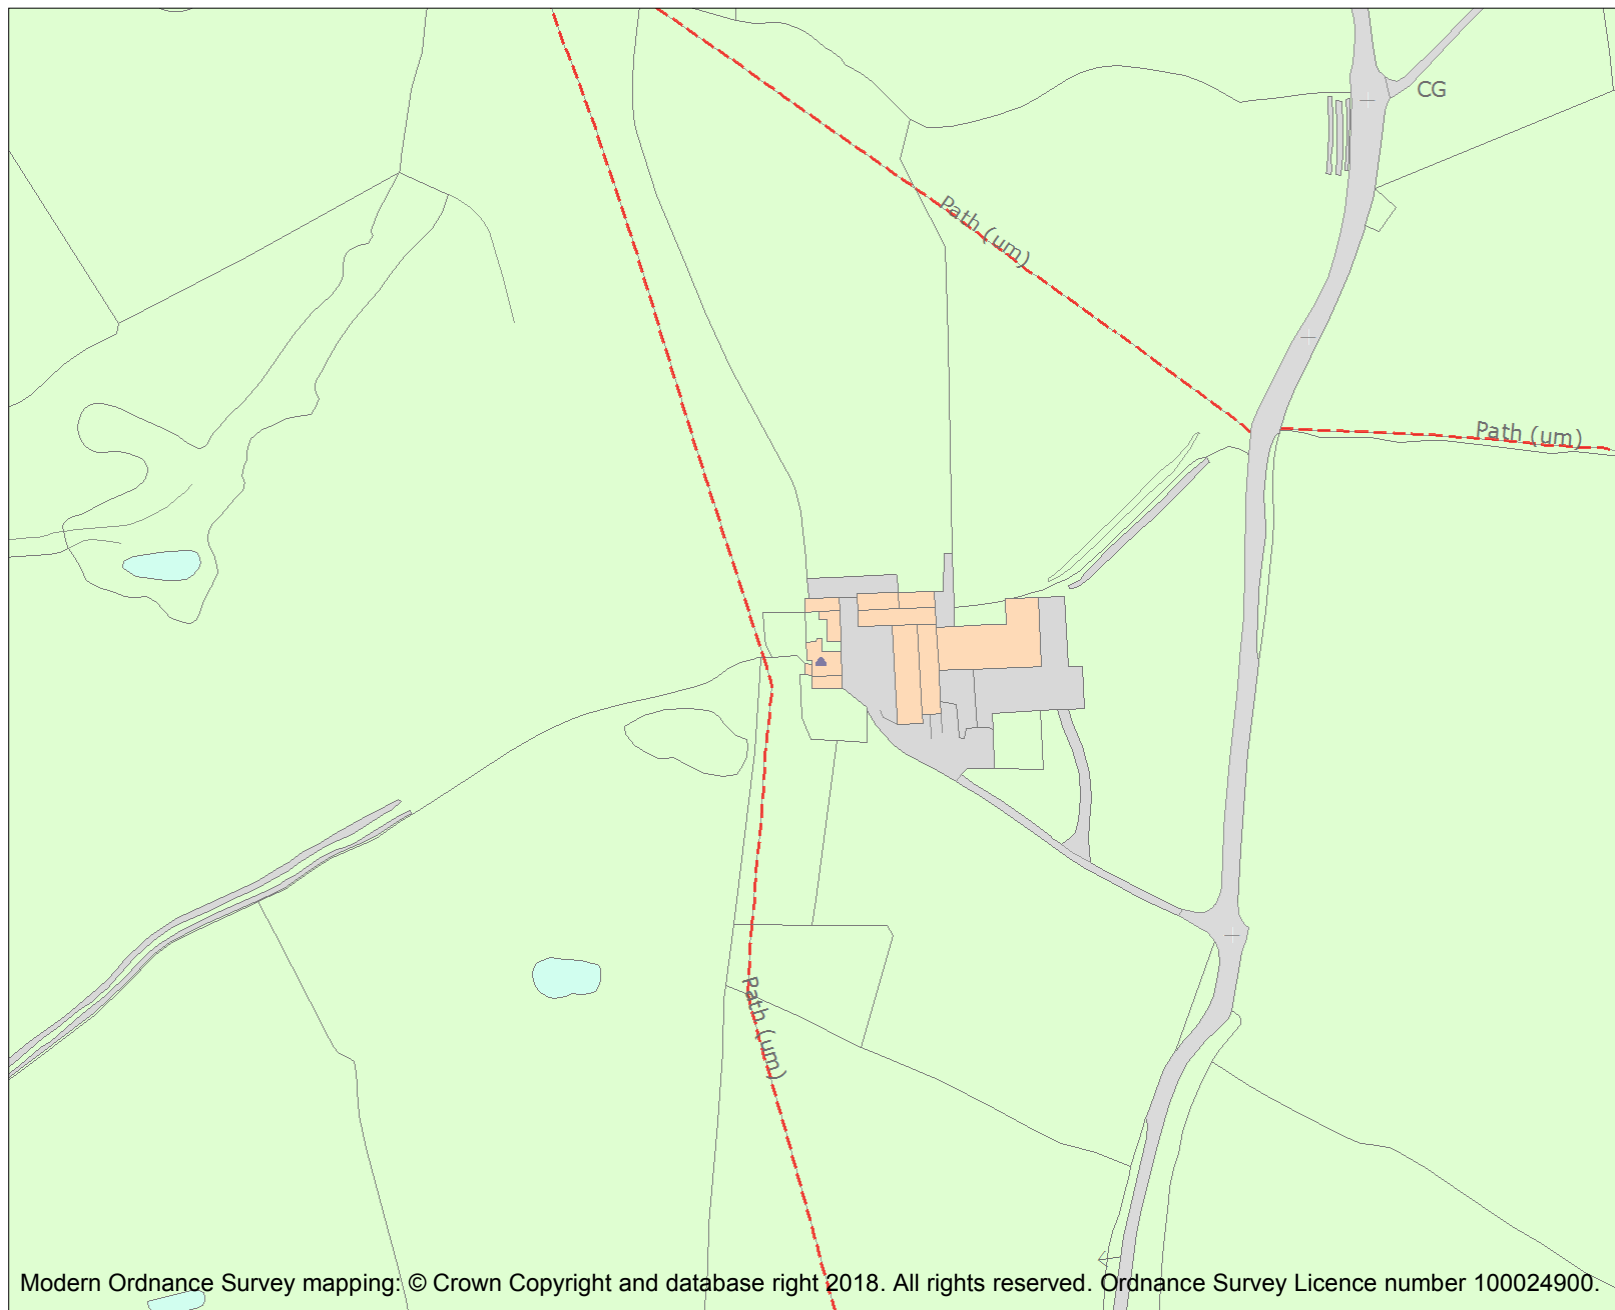 CG
Path (um)
Path (um)
Path (um)
Modern Ordnance Survey mapping: © Crown Copyright and database right 2018. All rights reserved. Ordnance Survey Licence number 100024900.